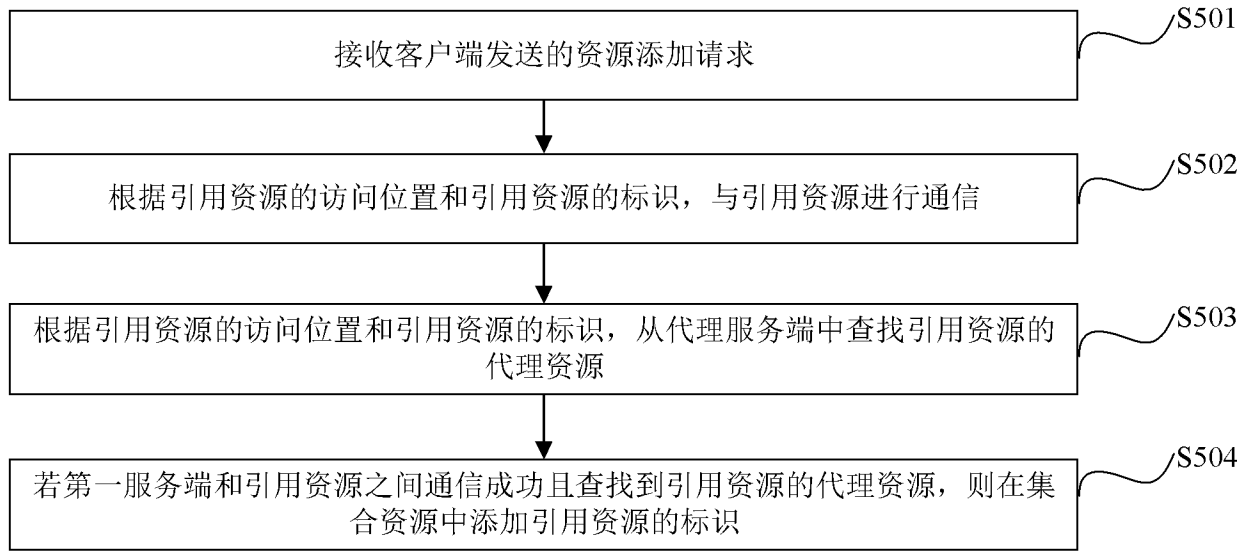 接收客户端发送的资源添加请求
S501
根据引用资源的访问位置和引用资源的标识，与引用资源进行通信
S502
根据引用资源的访问位置和引用资源的标识，从代理服务端中查找引用资源的
代理资源
S503
若第一服务端和引用资源之间通信成功且查找到引用资源的代理资源，则在集
合资源中添加引用资源的标识
S504